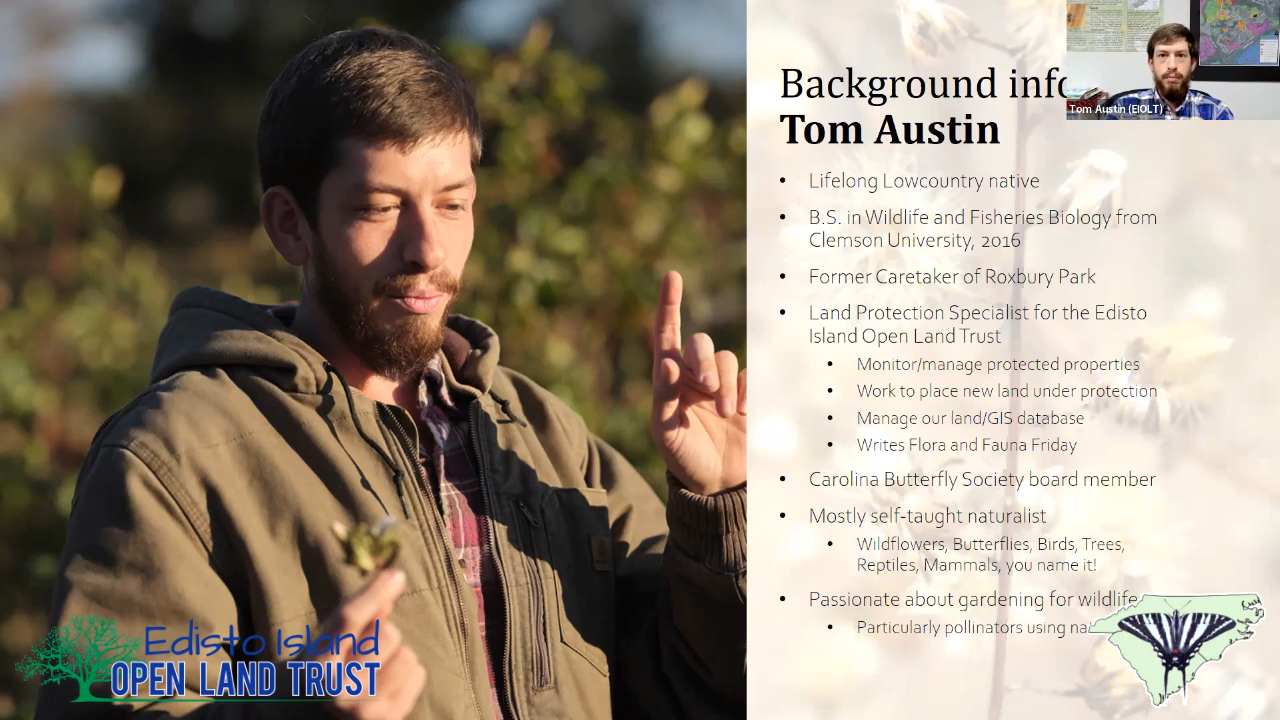 Background info
Tom Austin
Tom Austin (EIOLT)
Lifelong Lowcountry native
B.S. in Wildlife and Fisheries Biology from
Clemson University, 2016
Former Caretaker of Roxbury Park
Land Protection Specialist for the Edisto
Island Open Land Trust
Monitor/manage protected properties
Work to place new land under protection
Manage our land/GIS database
Writes Flora and Fauna Friday
Carolina Butterfly Society board member
Mostly self-taught naturalist
Wildflowers, Butterflies, Birds, Trees,
Reptiles, Mammals, you name it!
Passionate about gardening for wildlife
Particularly pollinators using
Edisto Island
OPEN LAND TRUST